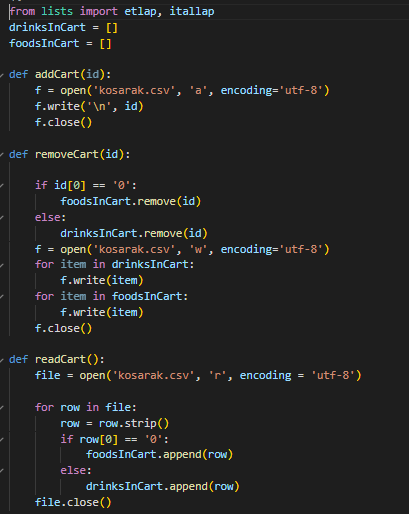 from lists import etlap, itallap
drinksInCart = []
foodsInCart = []

def addCart(id):
    f = open('kosarak.csv', 'a', encoding='utf-8')
    f.write('\n', id)
    f.close()

def removeCart(id):

    if id[0] == '0':
        foodsInCart.remove(id)
    else:
        drinksInCart.remove(id)
    f = open('kosarak.csv', 'w', encoding='utf-8')
    for item in drinksInCart:
        f.write(item)
    for item in foodsInCart:
        f.write(item)
    f.close()

def readCart():
    file = open('kosarak.csv', 'r', encoding = 'utf-8')

    for row in file:
        row = row.strip()
        if row[0] == '0':
            foodsInCart.append(row)
        else:
            drinksInCart.append(row)
    file.close()